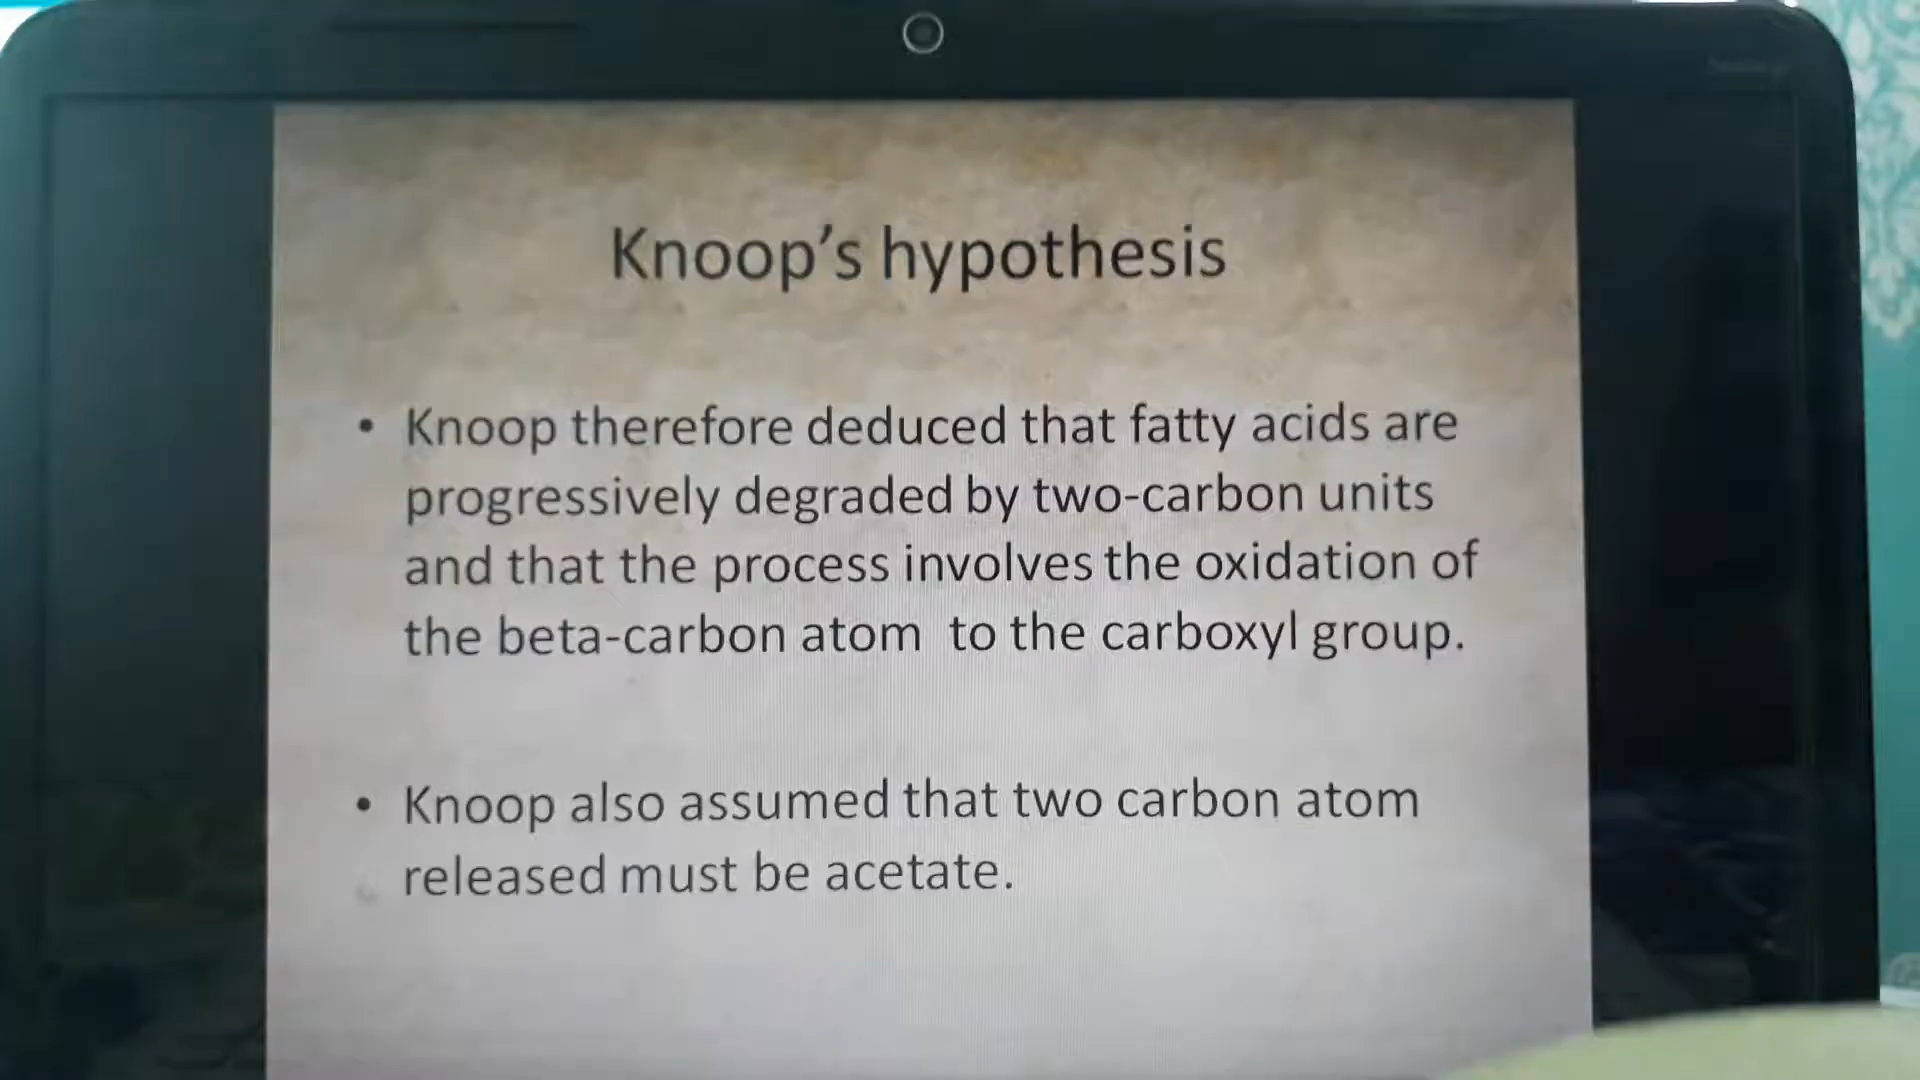 Knoop’s hypothesis
• Knoop therefore deduced that fatty acids are
progressively degraded by two-carbon units
and that the process involves the oxidation of
the beta-carbon atom  to the carboxyl group.
• Knoop also assumed that two carbon atom
released must be acetate.